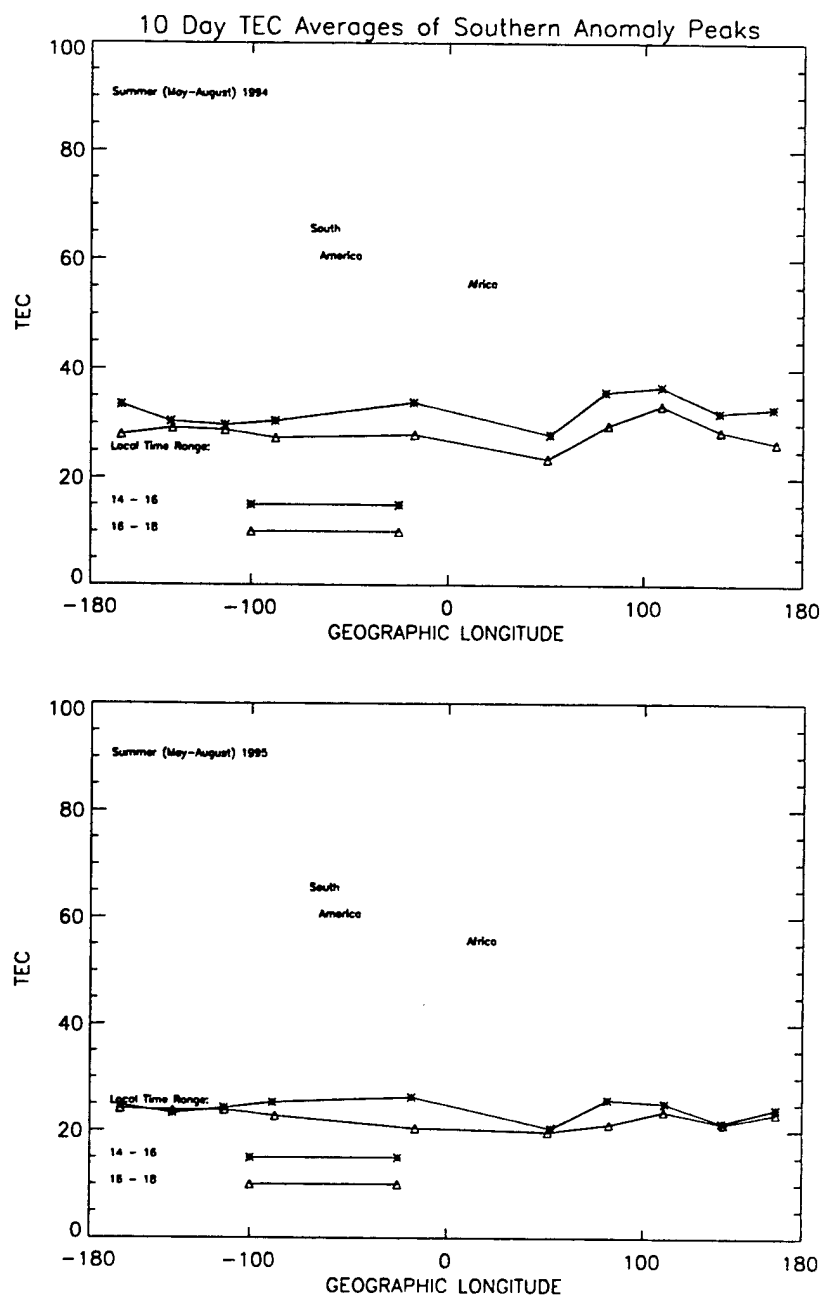 10 Day TEC Averages of Southern Anomaly Peaks
100
Summer (May-August) 1994
80
South
60
America
Africa
TEC
40
Local Time Range:
20
14 - 16
16 - 18
0
-180
-100
0
100
180
GEOGRAPHIC LONGITUDE
100
Summer (May-August) 1995
80
South
60
America
Africa
TEC
40
Local Time Range:
20
14 - 16
16 - 18
0
-180
-100
0
100
180
GEOGRAPHIC LONGITUDE